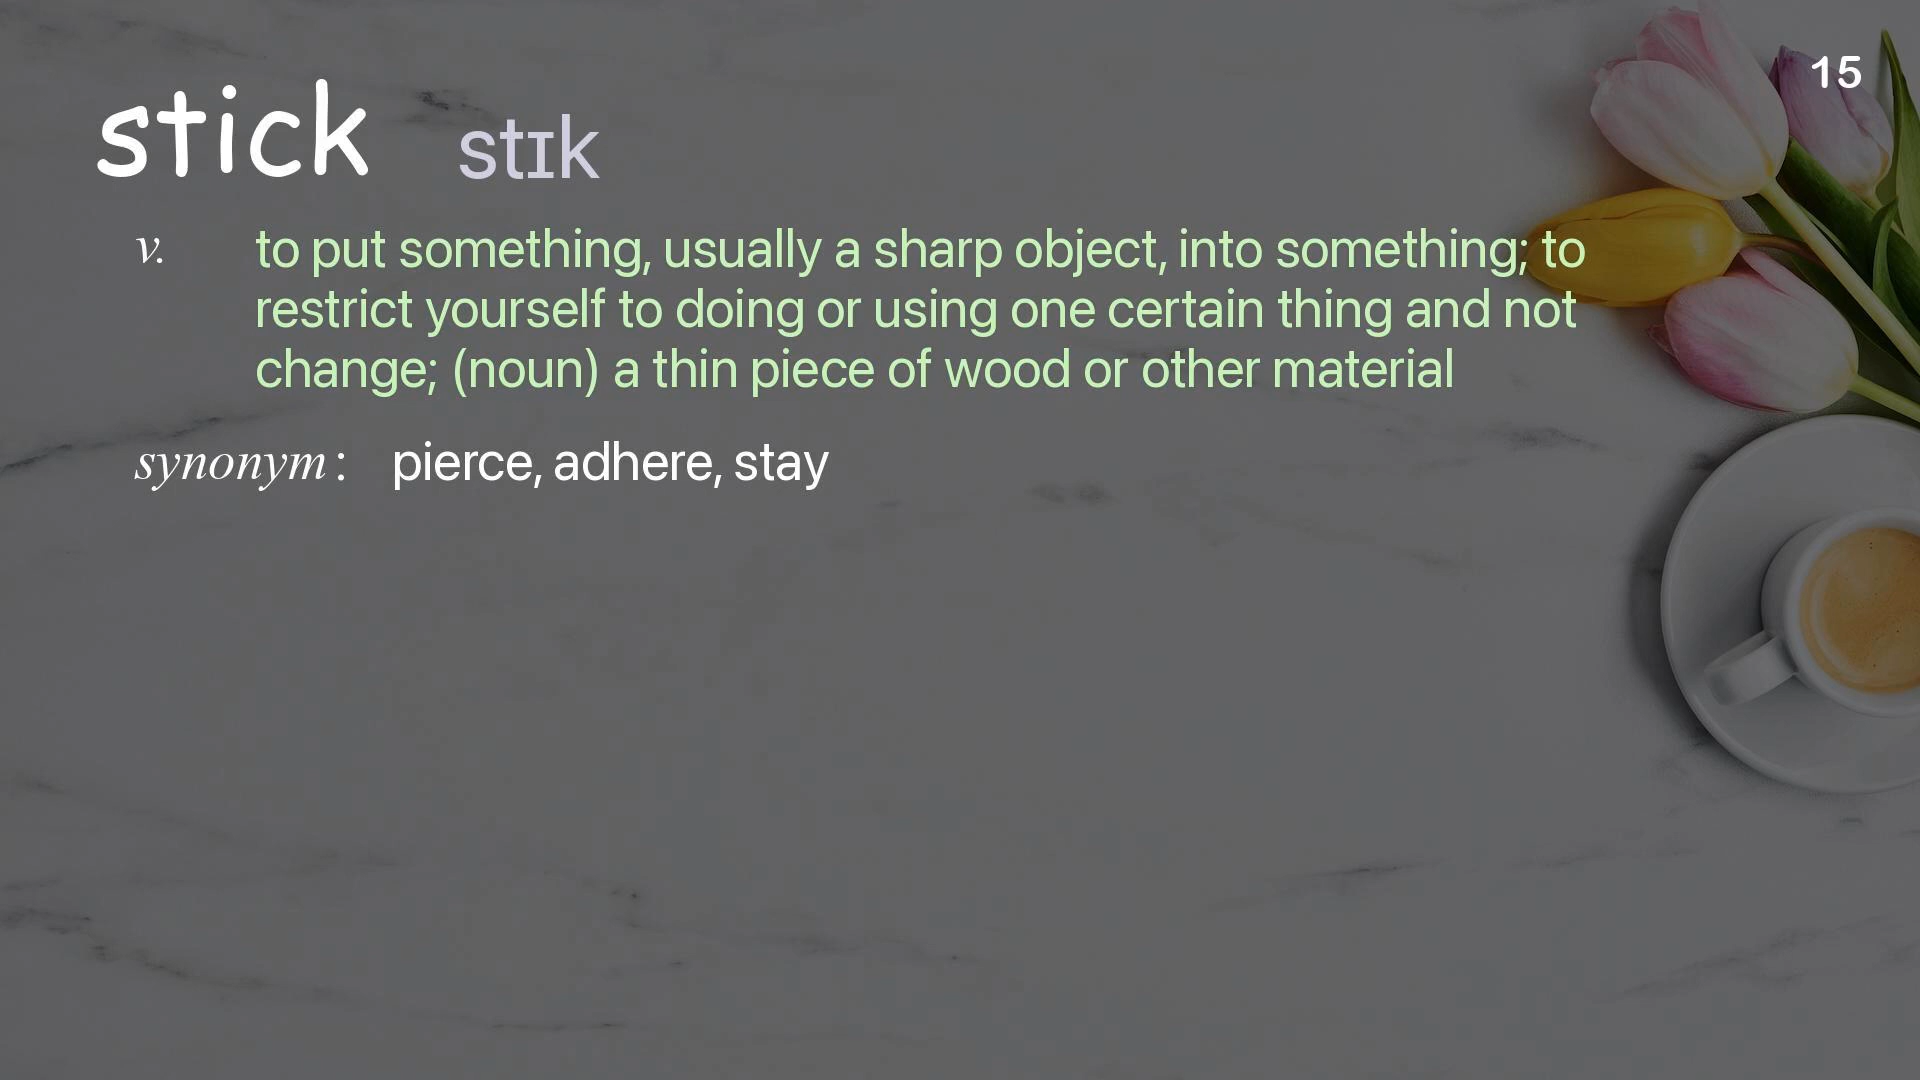 15
stick stɪk
v. to put something, usually a sharp object, into something; to
restrict yourself to doing or using one certain thing and not
change; (noun) a thin piece of wood or other material
synonym : pierce, adhere, stay